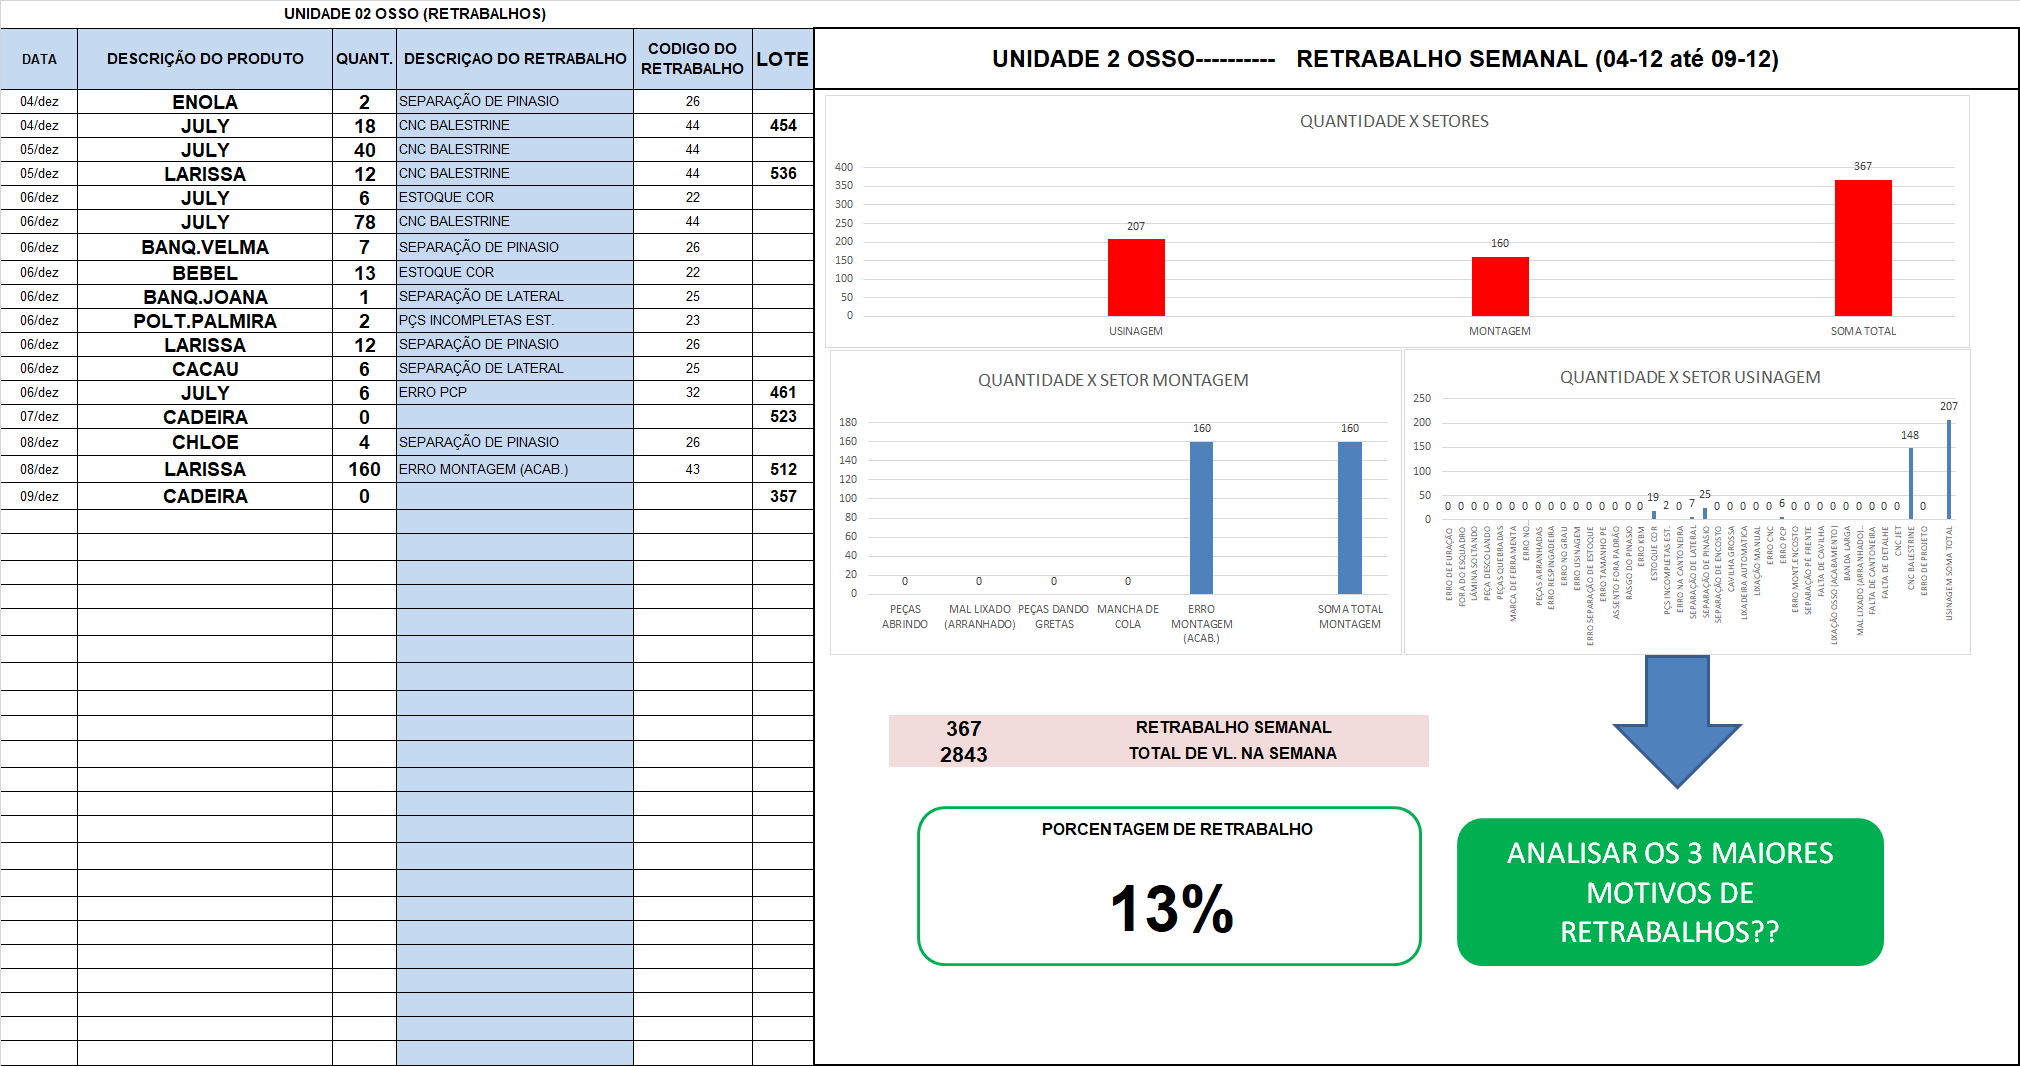 UNIDADE 02 OSSO (RETRABALHOS)
DATA DESCRIÇÃO DO PRODUTO QUANT. DESCRIÇAO DO RETRABALHO CODIGO DO RETRABALHO LOTE
04/dez ENOLA 2 SEPARAÇÃO DE PINASIO 26
04/dez JULY 18 CNC BALESTRINE 44 454
05/dez JULY 40 CNC BALESTRINE 44
05/dez LARISSA 12 CNC BALESTRINE 44 536
06/dez JULY 6 ESTOQUE COR 22
06/dez JULY 78 CNC BALESTRINE 44
06/dez BANQ.VELMA 7 SEPARAÇÃO DE PINASIO 26
06/dez BEBEL 13 ESTOQUE COR 22
06/dez BANQ.JOANA 1 SEPARAÇÃO DE LATERAL 25
06/dez POLT.PALMIRA 2 PÇS INCOMPLETAS EST. 23
06/dez LARISSA 12 SEPARAÇÃO DE PINASIO 26
06/dez CACAU 6 SEPARAÇÃO DE LATERAL 25
06/dez JULY 6 ERRO PCP 32 461
07/dez CADEIRA 0 523
08/dez CHLOE 4 SEPARAÇÃO DE PINASIO 26
08/dez LARISSA 160 ERRO MONTAGEM (ACAB.) 43 512
09/dez CADEIRA 0 357
UNIDADE 2 OSSO---------- RETRABALHO SEMANAL (04-12 até 09-12)
QUANTIDADE X SETORES
400
350
300
250
200
150
100
50
0
207
160
367
USINAGEM MONTAGEM SOMA TOTAL
QUANTIDADE X SETOR MONTAGEM
180
160
140
120
100
80
60
40
20
0
0 0 0 0 160 160
PEÇAS ABRINDO
MAL LIXADO (ARRANHADO)
PEÇAS DANDO GRETAS
MANCHA DE COLA
ERRO MONTAGEM (ACAB.)
SOMA TOTAL MONTAGEM
QUANTIDADE X SETOR USINAGEM
250
200
150
100
50
0
0 0 0 0 0 0 0 0 0 0 0 0 0 0 0 0 19 2 0 7 25 0 0 0 0 0 6 0 0 0 0 0 0 0 0 0 148 0 207
ERRO DE FURAÇÃO
FORA DO ESQUADRO
LÂMINA SOLTANDO
PEÇA DESCOLANDO
PEÇAS QUEBRADAS
MARCA DE FERRAMENTA
ERRO NO
PEÇAS ARRANHADAS
ERRO RESPINGADEIRA
ERRO NO GRAU
ERRO USINAGEM
ERRO SEPARAÇÃO DE ESTOQUE
ERRO TAMANHO PE
ASSENTO FORA PADRÃO
RASGO DO PINASIO
ERRO KBM
ESTOQUE COR
PÇS INCOMPLETAS EST.
ERRO NA CANTONEIRA
SEPARAÇÃO DE LATERAL
SEPARAÇÃO DE PINASIO
SEPARAÇÃO DE ENCOSTO
CAVILHA GROSSA
LIXADEIRA AUTOMATICA
LIXAÇÃO MANUAL
ERRO CNC
ERRO PCP
ERRO MONT.ENCOSTO
SEPARAÇÃO PÉ FRENTE
FALTA DE CAVILHA
LIXAÇÃO OSSO (ACABAMENTO)
BANDA LARGA
MAL LIXADO (ARRANHADO)...
FALTA DE CANTONEIRA
FALTA DE DETALHE
CNC JET
CNC BALESTRINE
ERRO DE PROJETO
USINAGEM SOMA TOTAL
367 RETRABALHO SEMANAL
2843 TOTAL DE VL. NA SEMANA
PORCENTAGEM DE RETRABALHO
13%
ANALISAR OS 3 MAIORES
MOTIVOS DE
RETRABALHOS??